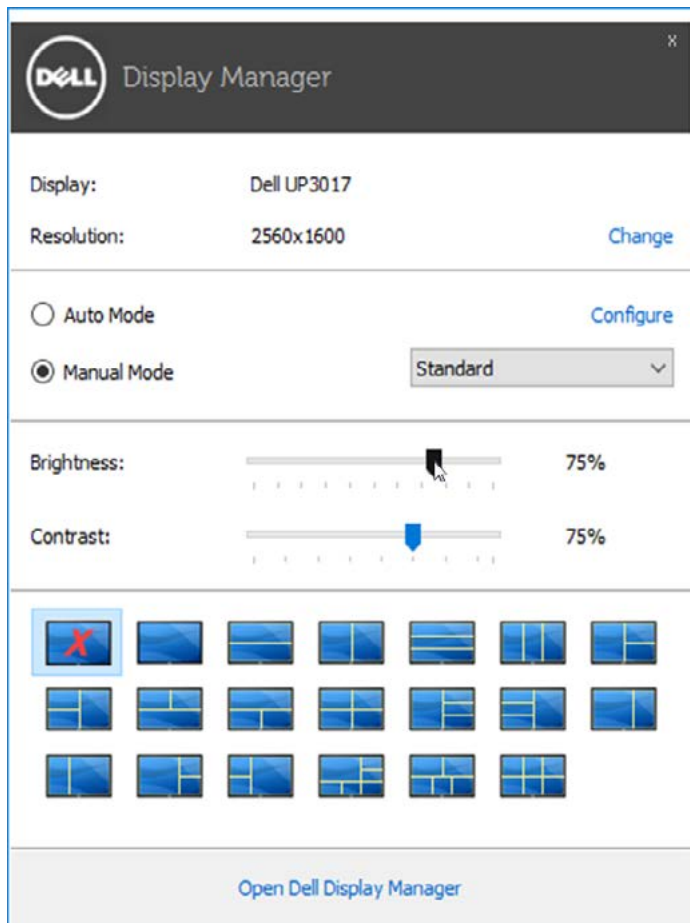 x
DELL Display Manager
Display: Dell UP3017
Resolution: 2560x1600 Change
Auto Mode Configure
Manual Mode Standard
Brightness: 75%
Contrast: 75%
Open Dell Display Manager